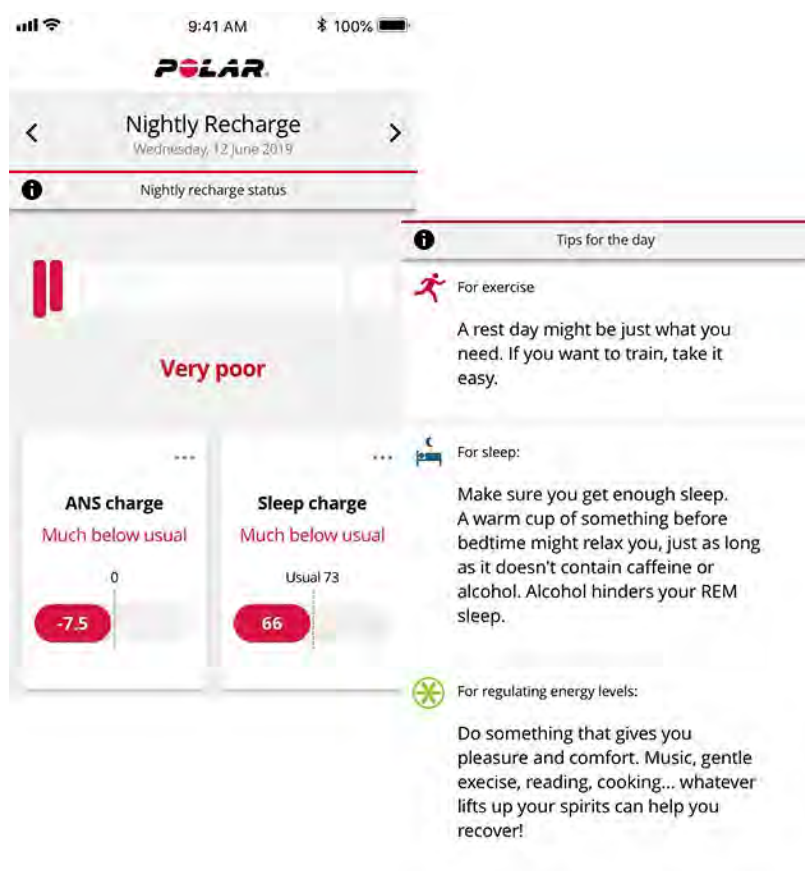 9:41 AM
100%
POLAR
Nightly Recharge
Wednesday, 12 June 2019
Nightly recharge status
Very poor
ANS charge
Much below usual
0
-7.5
Sleep charge
Much below usual
Usual 73
66
Tips for the day
For exercise
A rest day might be just what you
need. If you want to train, take it
easy.
For sleep:
Make sure you get enough sleep.
A warm cup of something before
bedtime might relax you, just as long
as it doesn't contain caffeine or
alcohol. Alcohol hinders your REM
sleep.
For regulating energy levels:
Do something that gives you
pleasure and comfort. Music, gentle
execise, reading, cooking... whatever
lifts up your spirits can help you
recover!